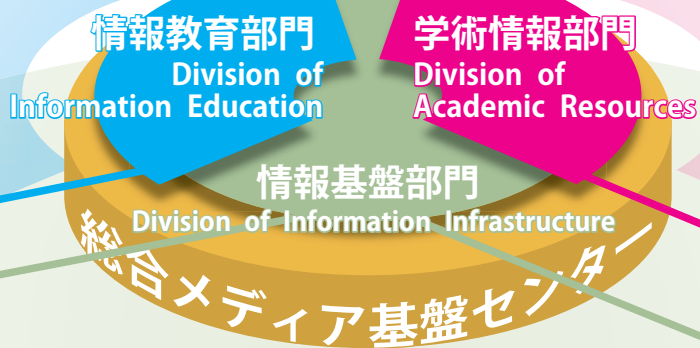 情報教育部門
Division of
Information Education
学術情報部門
Division of
Academic Resources
情報基盤部門
Division of Information Infrastructure
総合メディア基盤センター